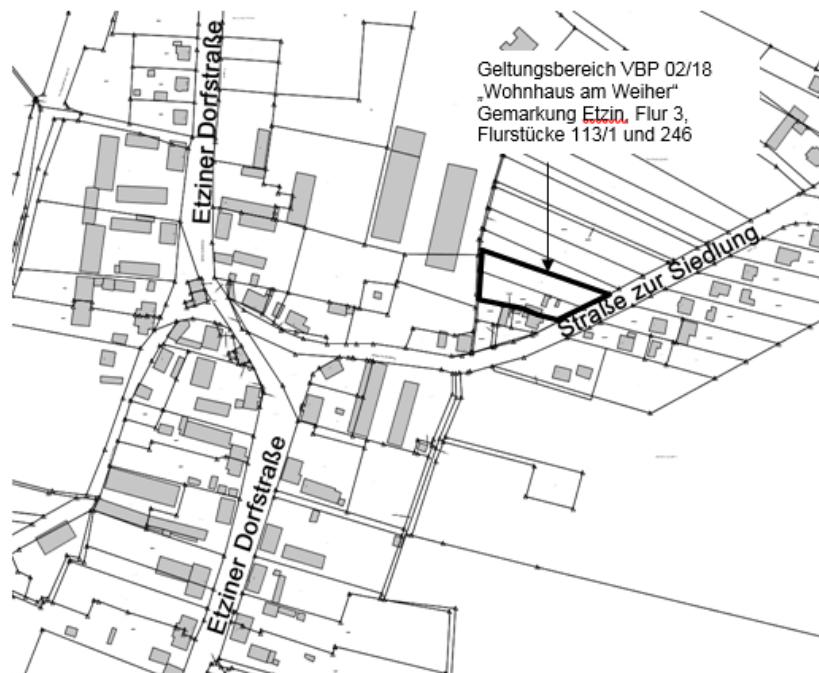 Geltungsbereich VBP 02/18
„Wohnhaus am Weiher“
Gemarkung Etzin, Flur 3,
Flurstücke 113/1 und 246
Etziner Dorfstraße
Straße zur Siedlung
Etziner Dorfstraße